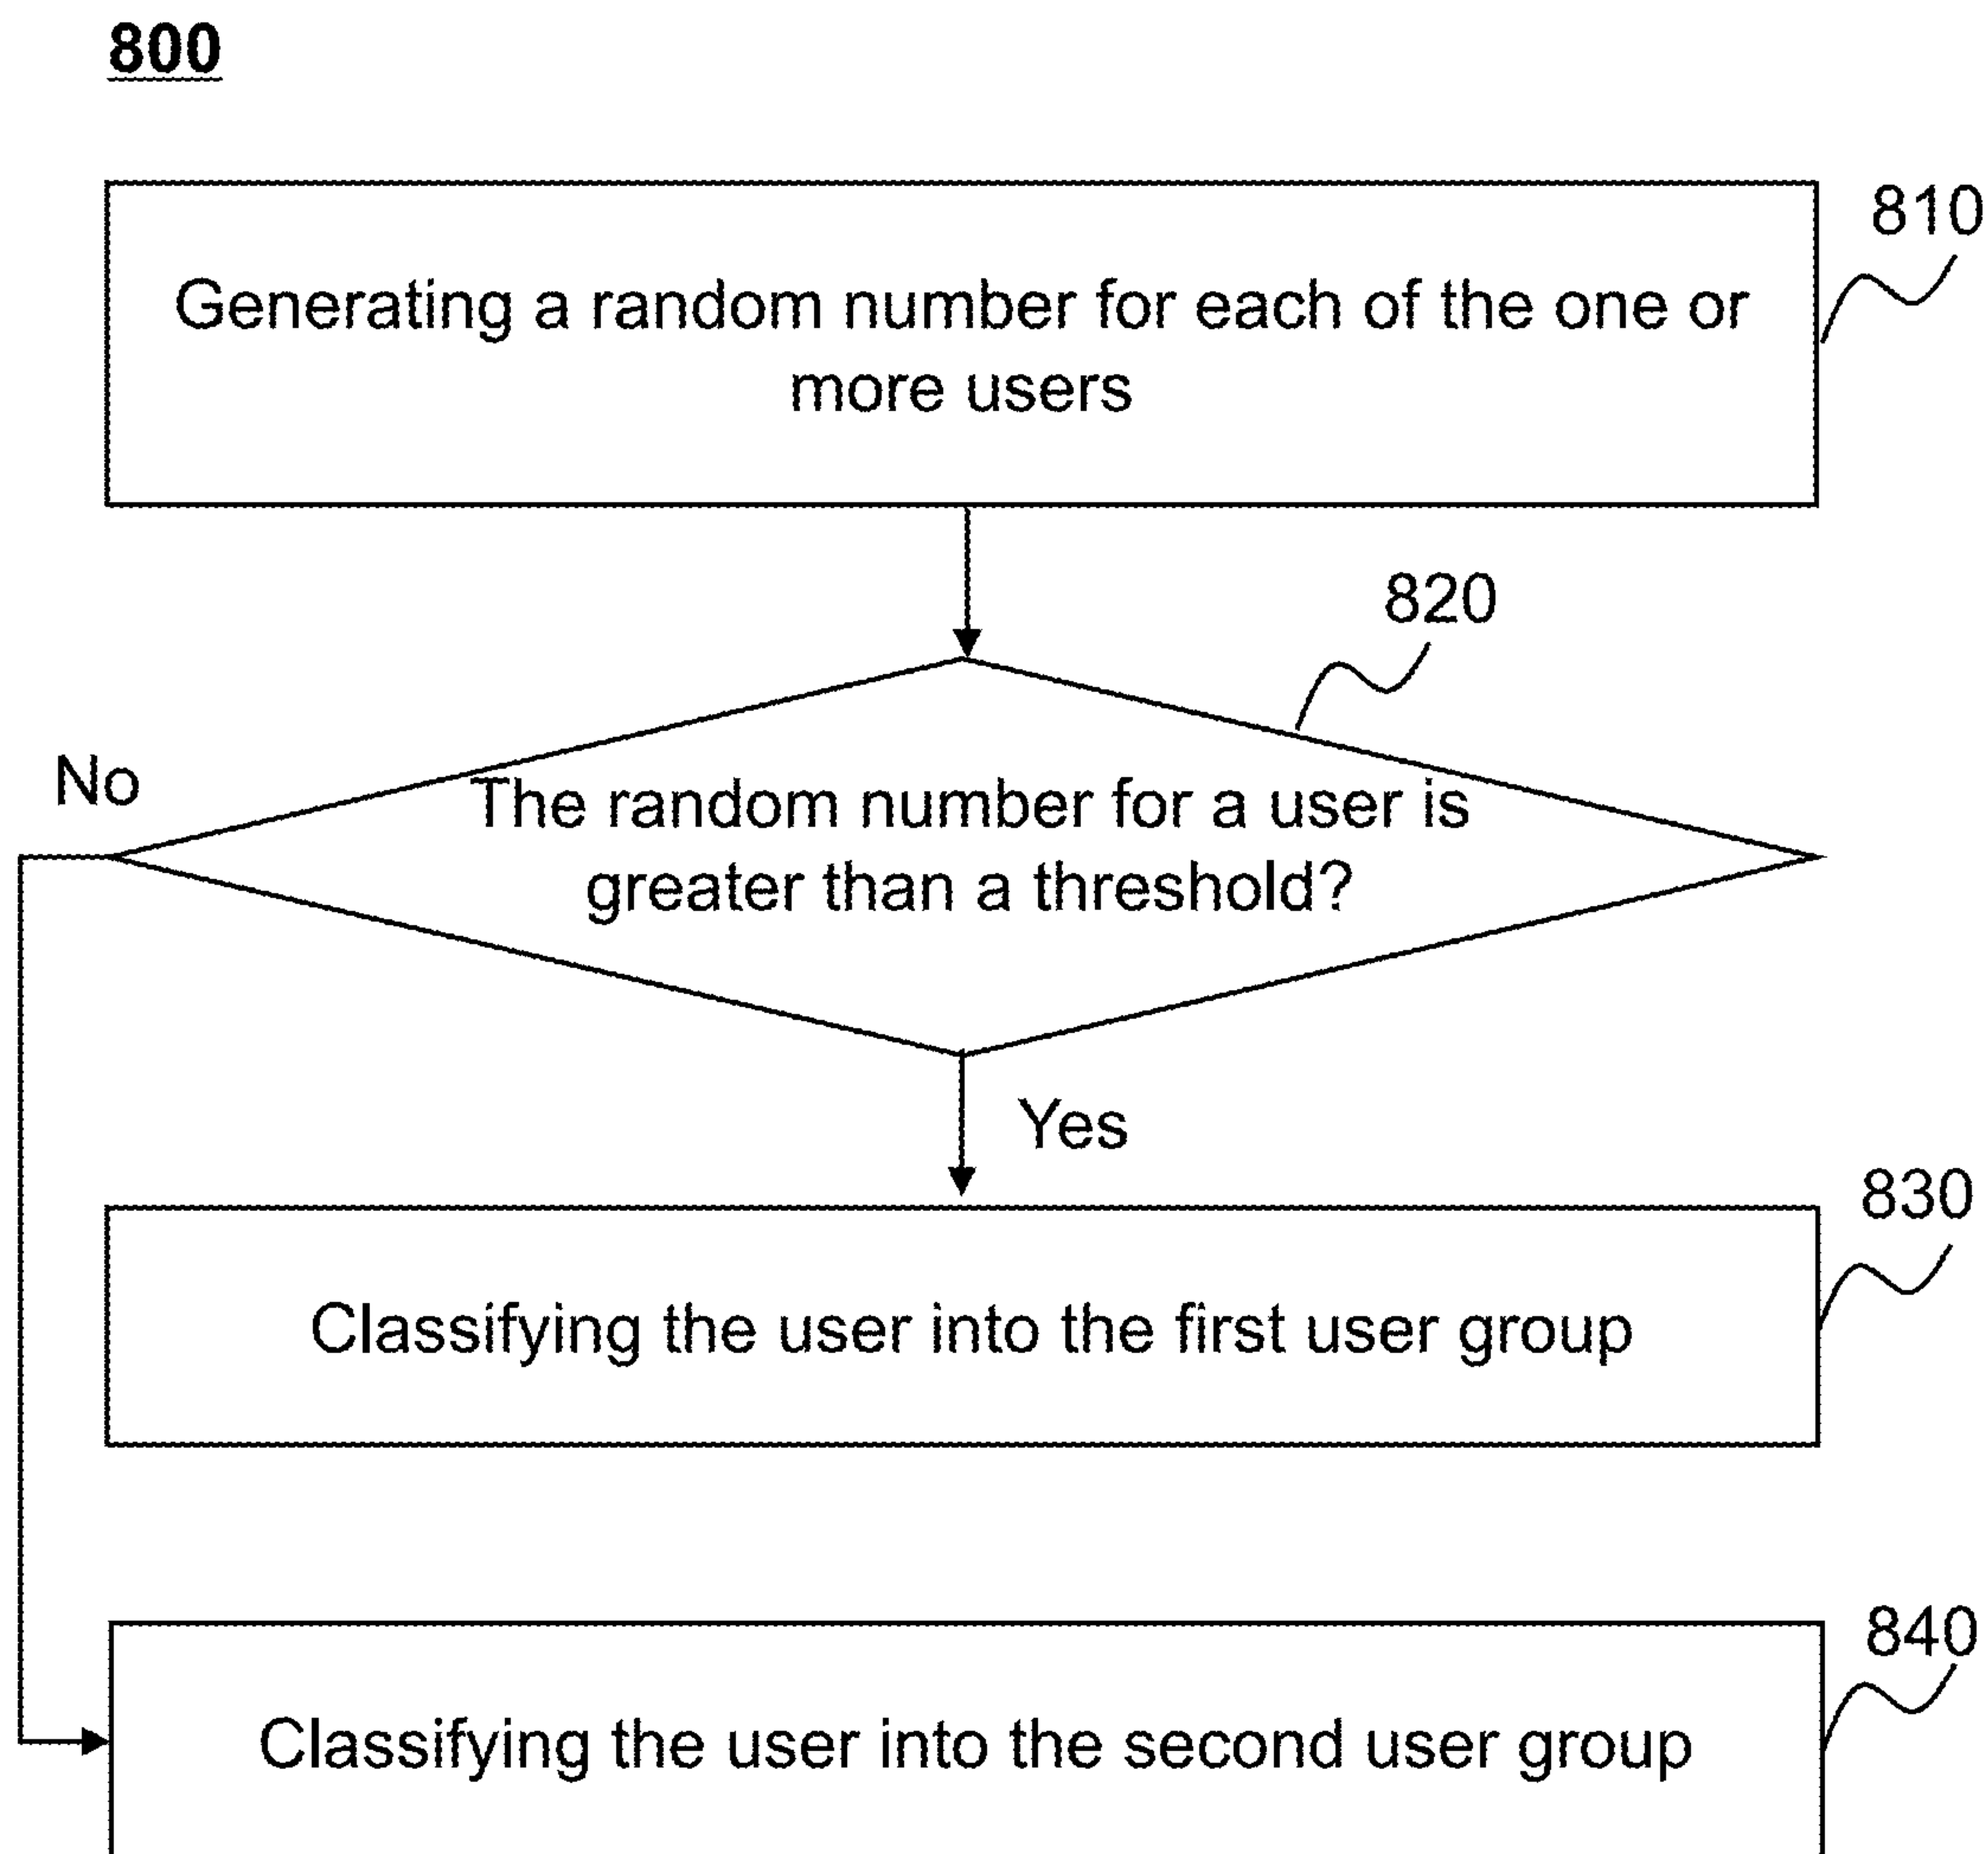 800
810
Generating a random number for each of the one or
more users
820
No
The random number for a user is
greater than a threshold?
Yes
830
Classifying the user into the first user group
840
Classifying the user into the second user group